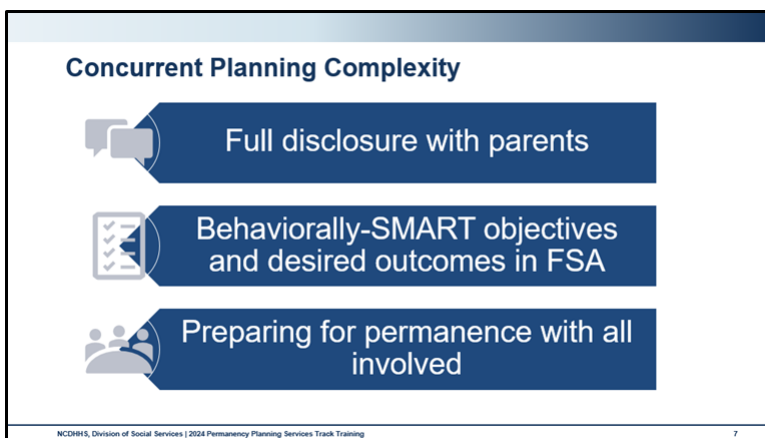 Concurrent Planning Complexity
Full disclosure with parents
Behaviorally-SMART objectives
and desired outcomes in FSA
Preparing for permanence with all
involved
NCDHHS, Division of Social Services | 2024 Permanency Planning Services Track Training
7